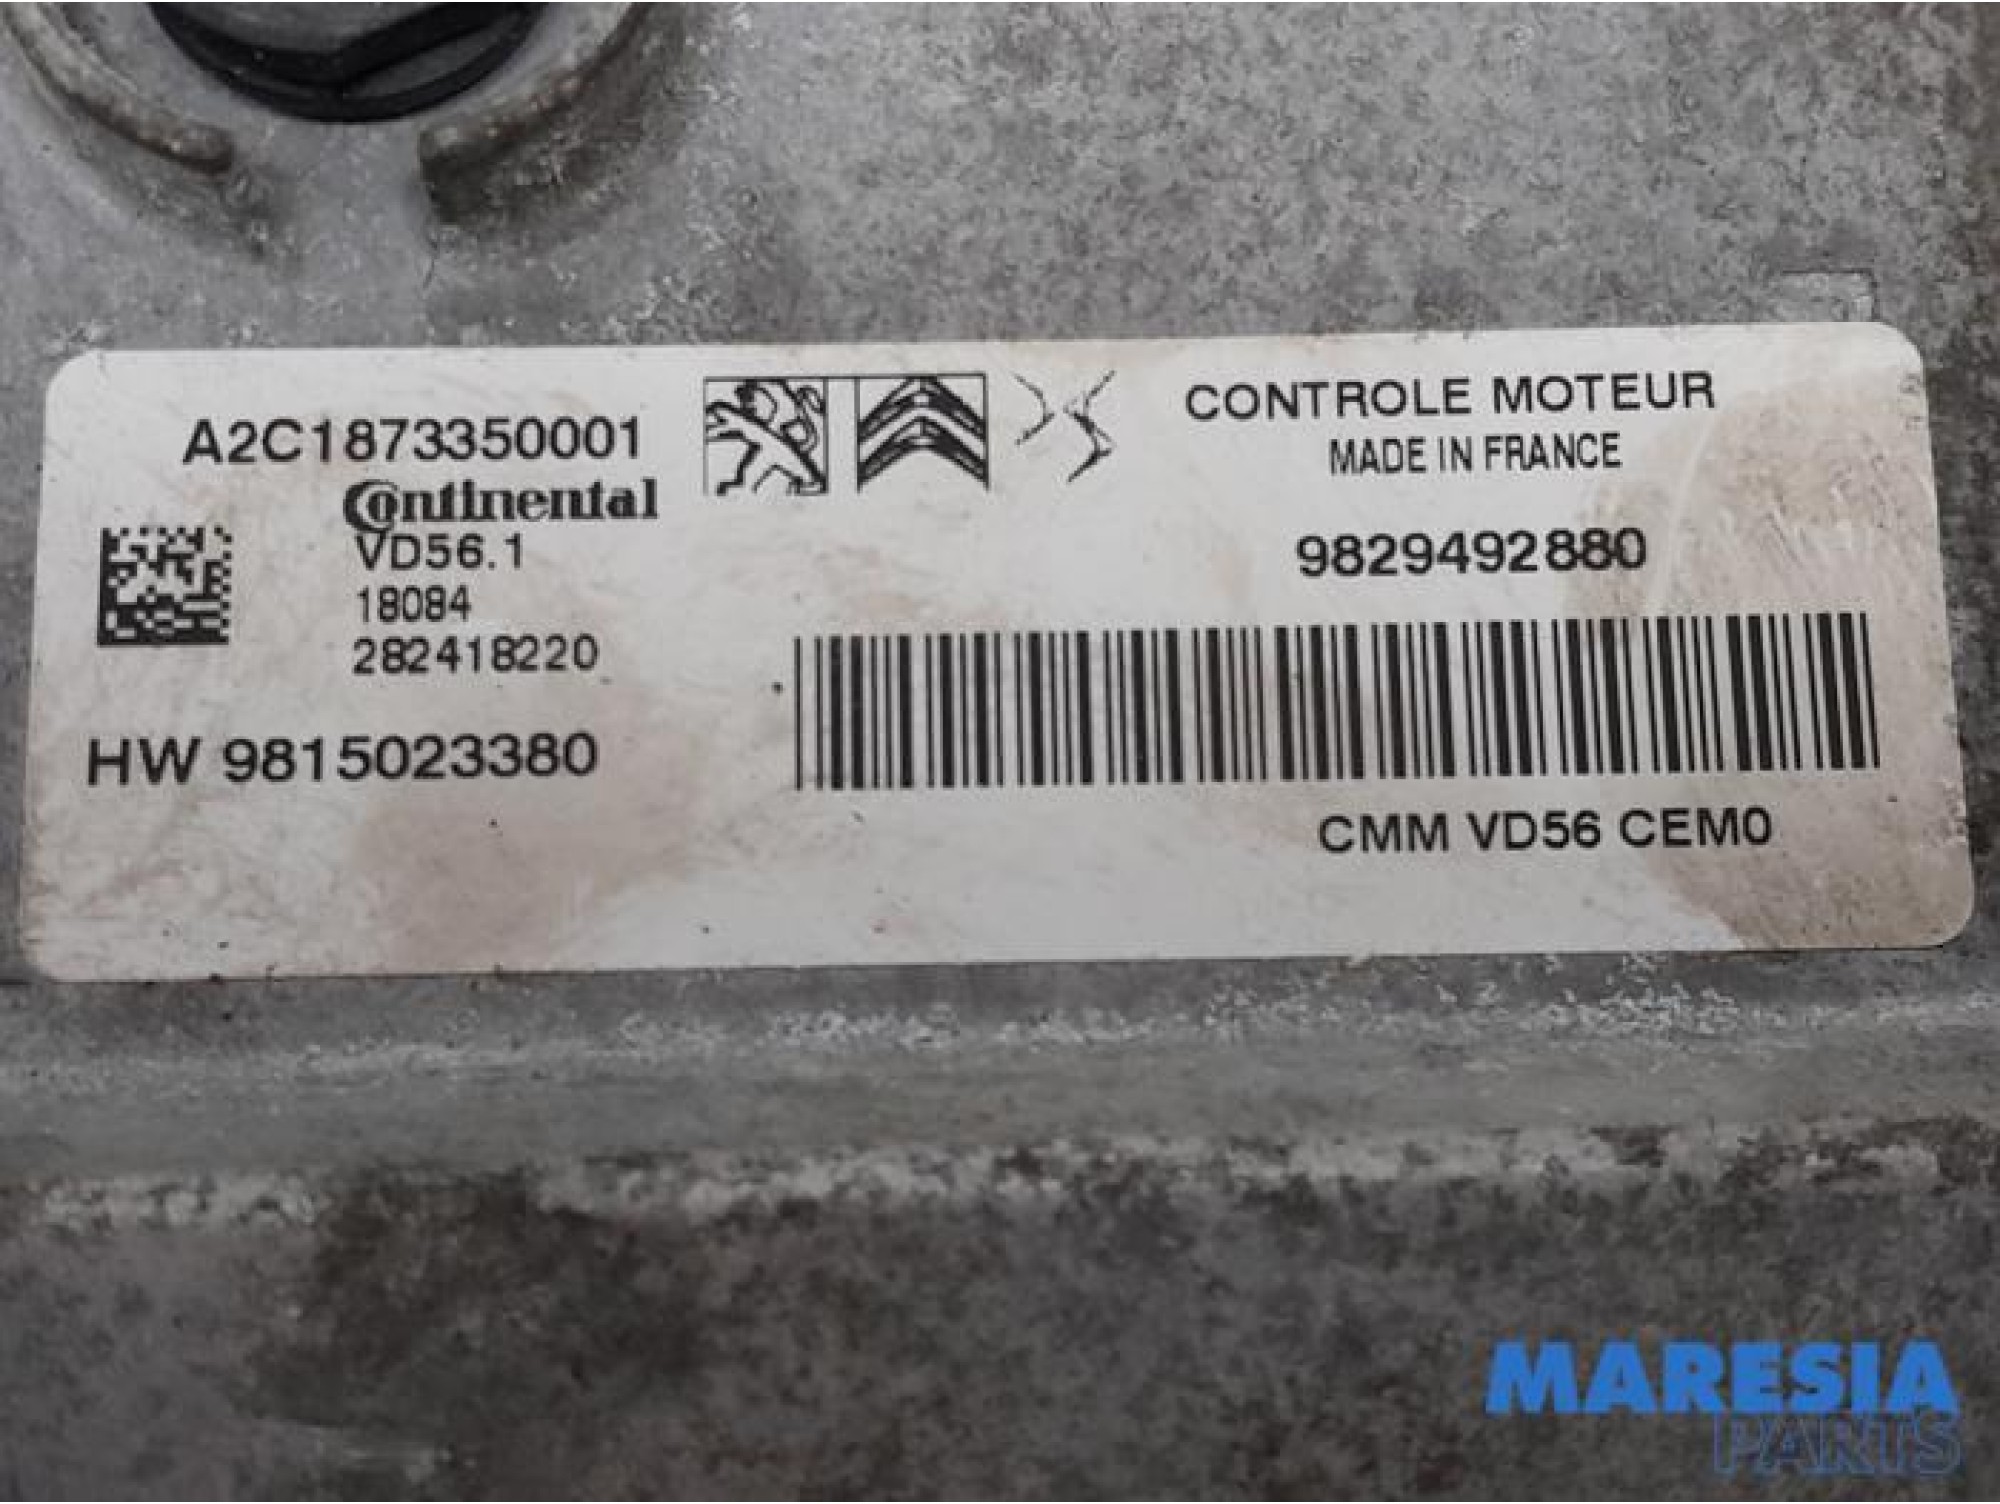 A2C1873350001
Continental
VD56.1
18084
282418220
HW 9815023380
CONTROLE MOTEUR
MADE IN FRANCE
9829492880
CMM VD56 CEM0
MARESIA
PARTS